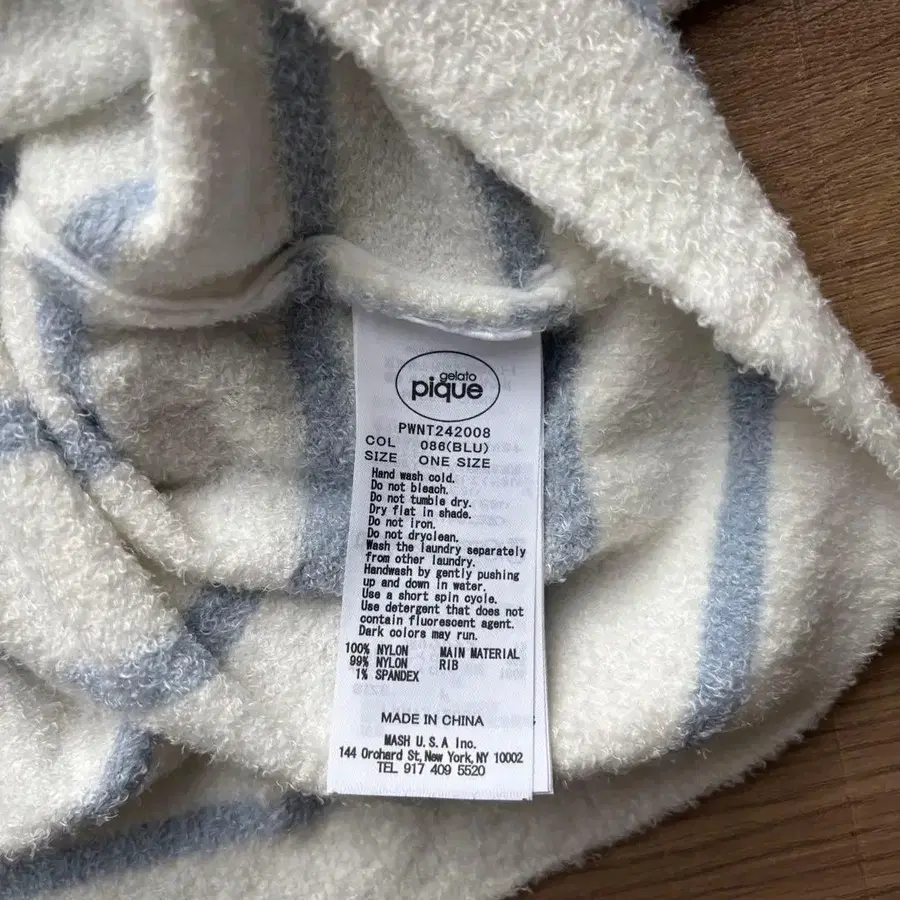 gelato
pique
PWNT242008
COL 086(BLU)
SIZE ONE SIZE
Hand wash cold.
Do not bleach.
Do not tumble dry.
Dry flat in shade.
Do not iron.
Do not dryclean.
Wash the laundry separately
from other laundry.
Handwash by gently pushing
up and down in water.
Use a short spin cycle.
Use detergent that does not
contain fluorescent agent.
Dark colors may run.
100% NYLON MAIN MATERIAL
99% NYLON RIB
1% SPANDEX
MADE IN CHINA
MASH U.S.A Inc.
144 Orohard St, New York, NY 10002
TEL 917 409 5520